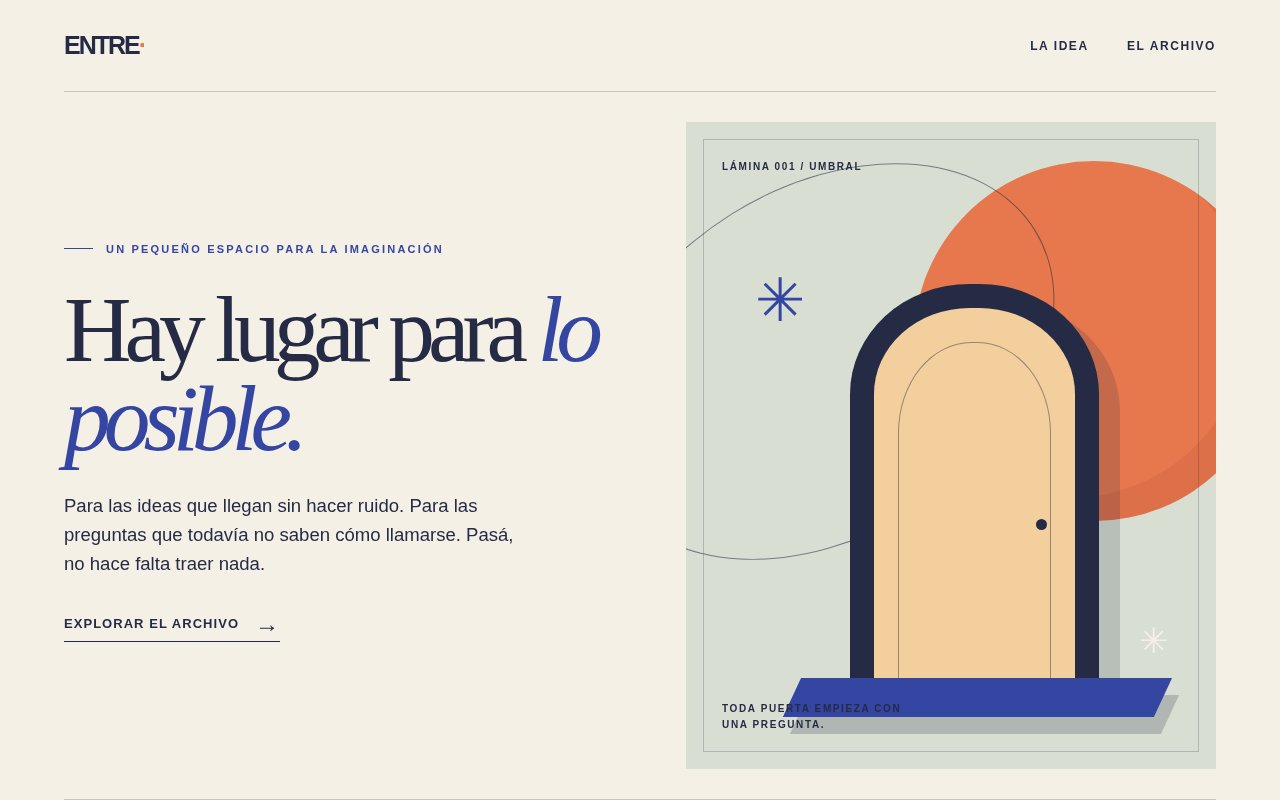 ENTRE·
LA IDEA
EL ARCHIVO
UN PEQUEÑO ESPACIO PARA LA IMAGINACIÓN
Hay lugar para lo
posible.
Para las ideas que llegan sin hacer ruido. Para las
preguntas que todavía no saben cómo llamarse. Pasá,
no hace falta traer nada.
EXPLORAR EL ARCHIVO →
LÁMINA 001 / UMBRAL
TODA PUERTA EMPIEZA CON
UNA PREGUNTA.